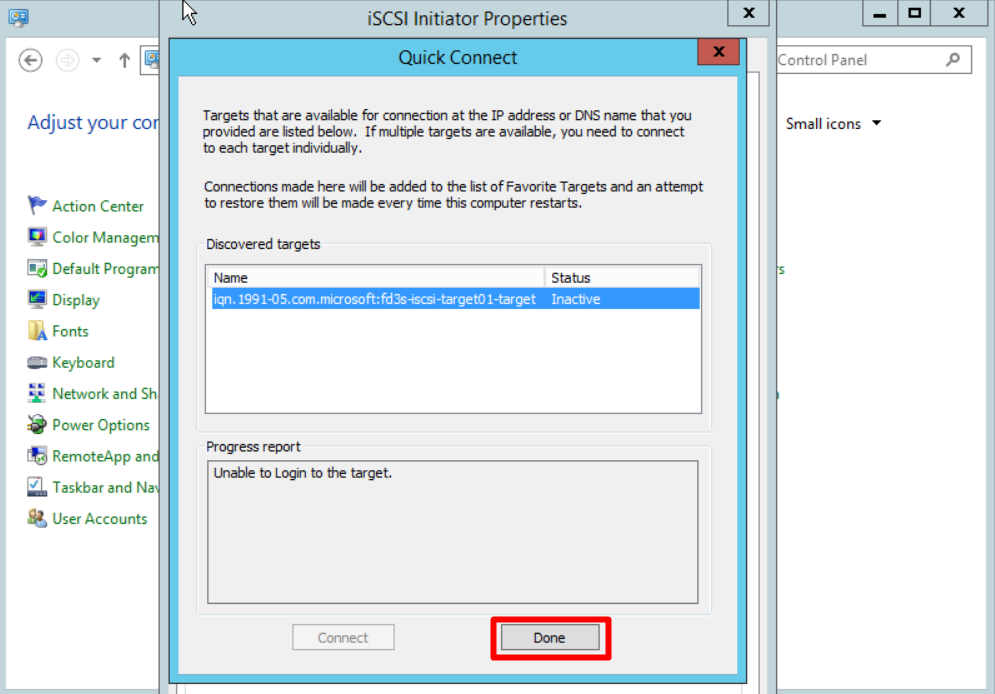 iSCSI Initiator Properties
x
x
Quick Connect
x
Control Panel
Adjust your
Small icons
Targets that are available for connection at the IP address or DNS name that you
provided are listed below. If multiple targets are available, you need to connect
to each target individually.
Connections made here will be added to the list of Favorite Targets and an attempt
to restore them will be made every time this computer restarts.
Action Center
Color Managem
Default Program
Display
Fonts
Keyboard
Network and Sh
Power Options
RemoteApp and
Taskbar and Nav
User Accounts
Discovered targets
Name Status
iqn.1991-05.com.microsoft:fd3s-iscsi-target01-target Inactive
Progress report
Unable to Login to the target.
Connect
Done